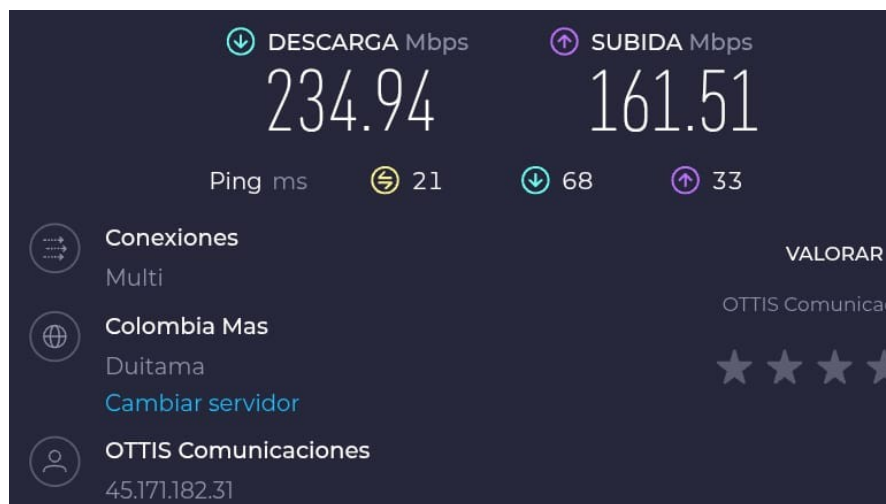 DESCARGA Mbps SUBIDA Mbps
234.94 161.51
Ping ms 21 68 33
Conexiones
Multi
VALORAR
OTTIS Comunica
Colombia Mas
Duitama
Cambiar servidor
OTTIS Comunicaciones
45.171.182.31